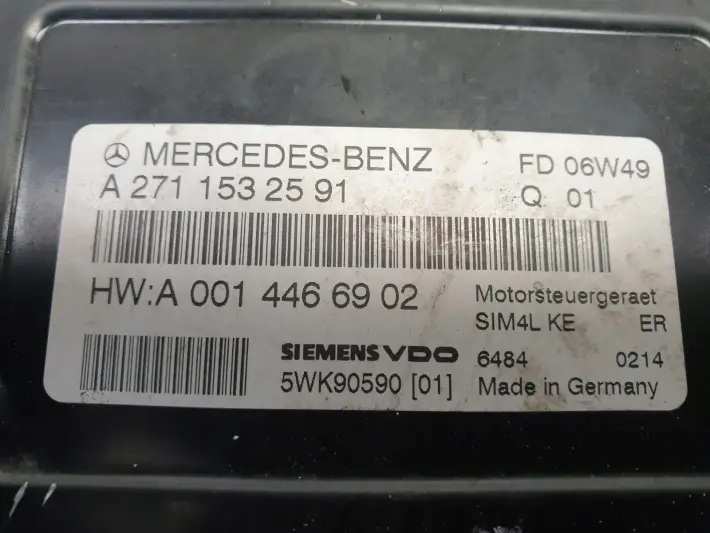 MERCEDES-BENZ FD 06W49
A 271 153 25 91 Q 01
HW:A 001 446 69 02 Motorsteuergeraet
SIM4L KE ER
SIEMENS VDO 6484 0214
5WK90590 [01] Made in Germany